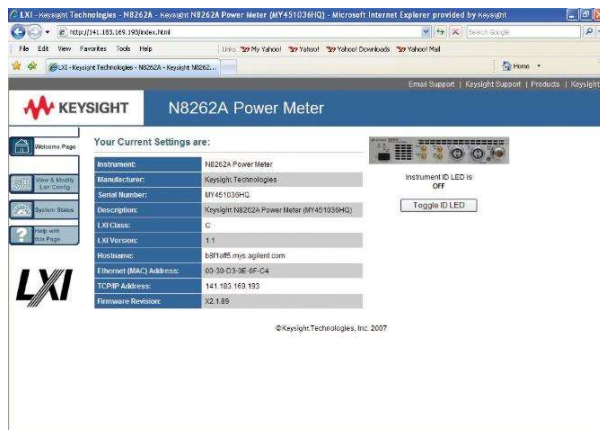 LXI - Keysight Technologies - N8262A - Keysight N8262A Power Meter (MY451036HQ) - Microsoft Internet Explorer provided by Keysight
http://141.183.169.193/index.html
Search Google
File Edit View Favorites Tools Help
Links My Yahoo! Yahoo! Yahoo! Downloads Yahoo! Mail
LXI - Keysight Technologies - N8262A - Keysight N8262...
Home
Email Support | Keysight Support | Products | Keysight
KEYSIGHT
N8262A Power Meter
Welcome Page
View & Modify Lan Config
System Status
Help with this Page
LXI
Your Current Settings are:
Instrument: N8262A Power Meter
Manufacturer: Keysight Technologies
Serial Number: MY451036HQ
Description: Keysight N8262A Power Meter (MY451036HQ)
LXI Class: C
LXI Version: 1.1
Hostname: b8f1off5.mys.agilent.com
Ethernet (MAC) Address: 00-30-D3-0E-6F-C4
TCP/IP Address: 141.183.169.193
Firmware Revision: X2.1.89
Instrument ID LED is
OFF
Toggle ID LED
©Keysight Technologies, Inc. 2007